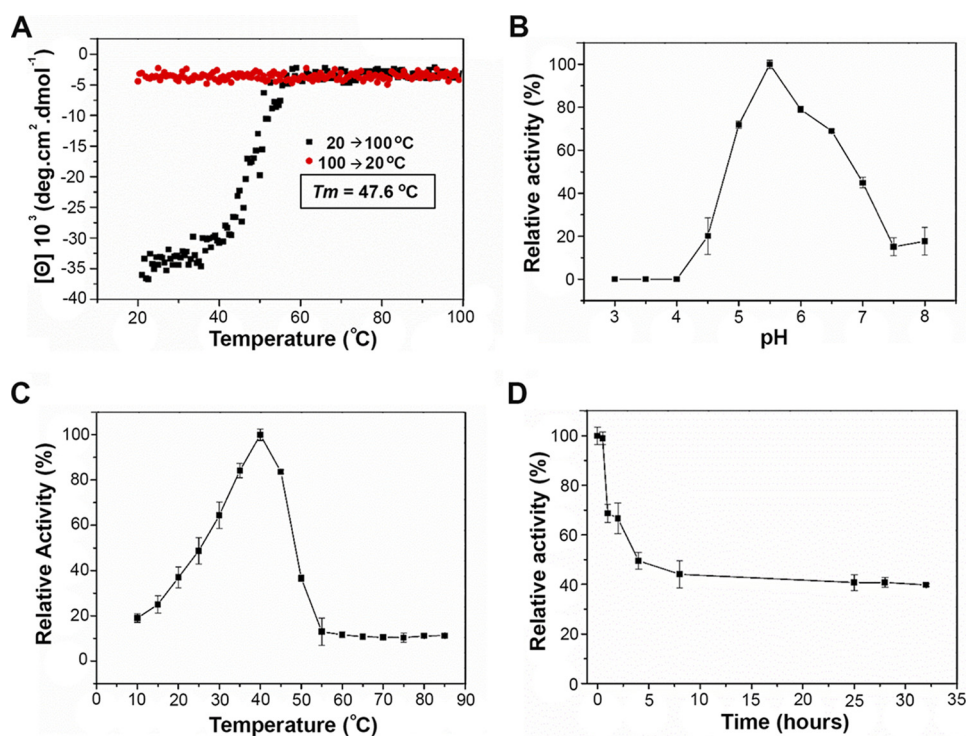 A
[Θ] 10³ (deg.cm².dmol⁻¹)
0
-5
-10
-15
-20
-25
-30
-35
-40
20 → 100 °C
100 → 20 °C
Tm = 47.6 °C
20 40 60 80 100
Temperature (°C)
B
Relative activity (%)
100
80
60
40
20
0
3 4 5 6 7 8
pH
C
Relative Activity (%)
100
80
60
40
20
0
0 10 20 30 40 50 60 70 80 90
Temperature (°C)
D
Relative activity (%)
100
80
60
40
20
0
0 5 10 15 20 25 30 35
Time (hours)